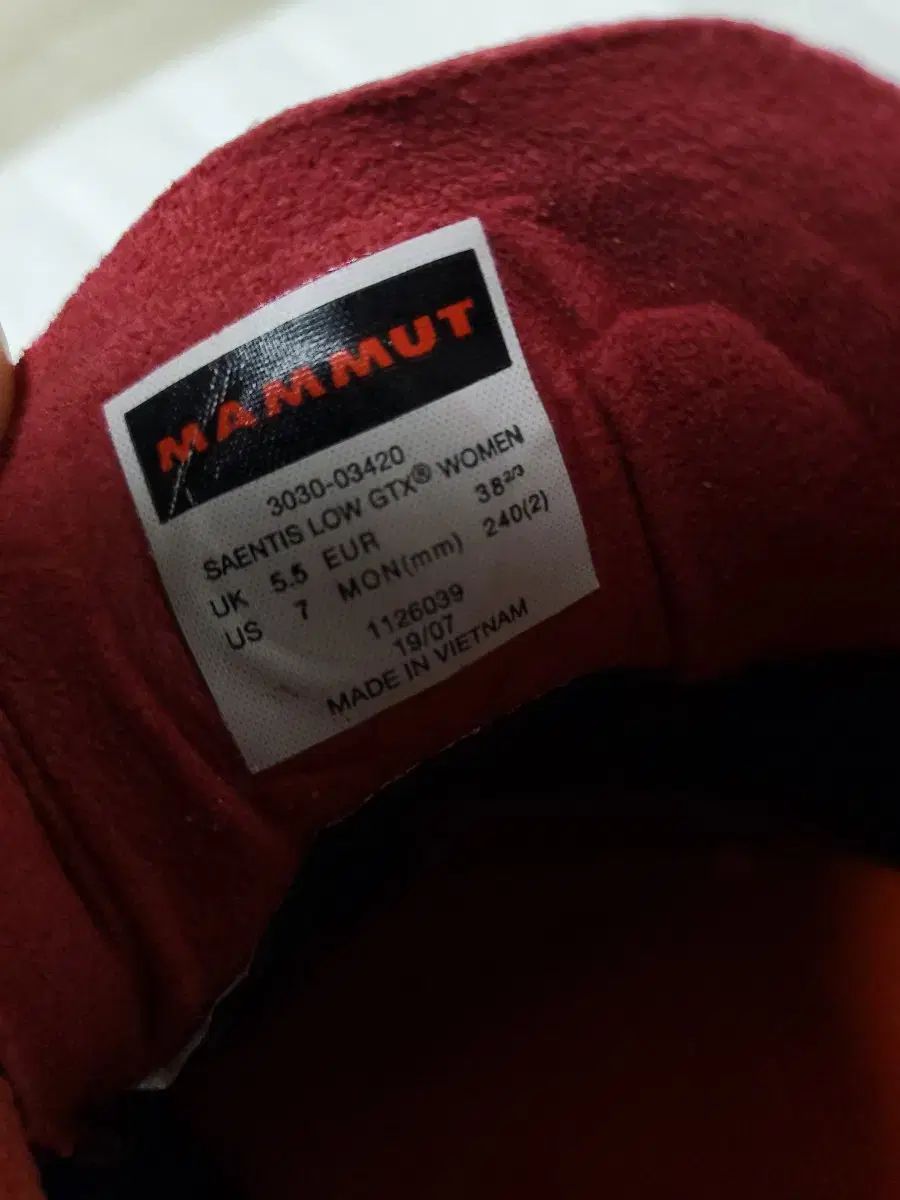 MAMMUT
3030-03420
SAENTIS LOW GTX® WOMEN
UK 5.5 EUR 38 2/3
US 7 MON(mm) 240(2)
1126039
19/07
MADE IN VIETNAM